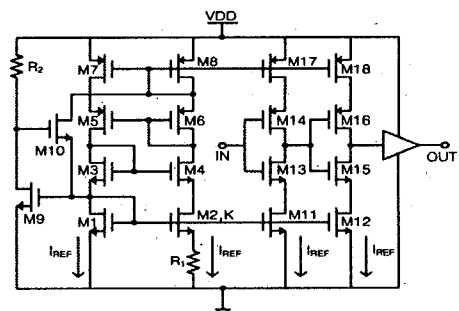 VDD
R2
M7
M8
M17
M18
M5
M6
M14
M16
M10
IN
OUT
M3
M4
M13
M15
M9
M1
M2,K
M11
M12
IREF
R1
IREF
IREF
IREF